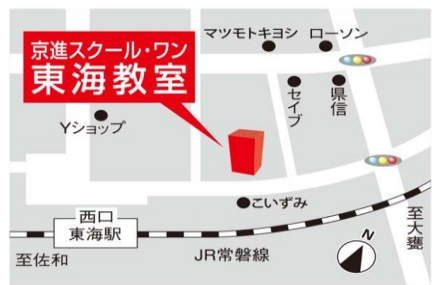 京進スクール・ワン
東海教室
マツモトキヨシ
ローソン
セイブ
県信
Yショップ
こいずみ
西口
東海駅
至佐和
JR常磐線
至大甕
N